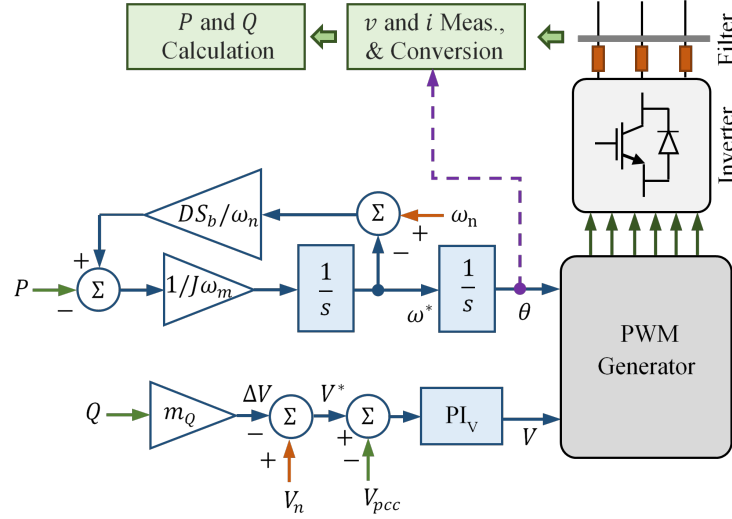 P and Q
Calculation
v and i Meas.,
& Conversion
Filter
Inverter
DS_b/ω_n
Σ
+
ω_n
−
+
P
−
Σ
1/Jω_m
1/s
ω*
1/s
θ
PWM
Generator
Q
m_Q
ΔV
−
Σ
+
V_n
V*
+
Σ
−
V_pcc
PI_V
V